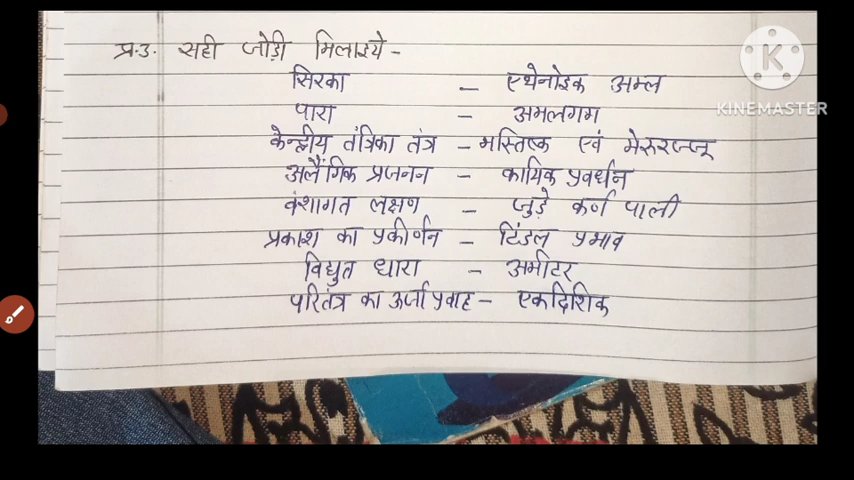 प्र.3. सही जोड़ी मिलाइये -
सिरका - एथेनोइक अम्ल
पारा - अमलगम
केन्द्रीय तंत्रिका तंत्र - मस्तिष्क एवं मेरुरज्जू
अलैंगिक प्रजनन - कायिक प्रवर्धन
वंशागत लक्षण - जुड़े कर्ण पाली
प्रकाश का प्रकीर्णन - टिंडल प्रभाव
विद्युत धारा - अमीटर
परितंत्र का ऊर्जा प्रवाह - एकदिशिक
K
KINEMASTER